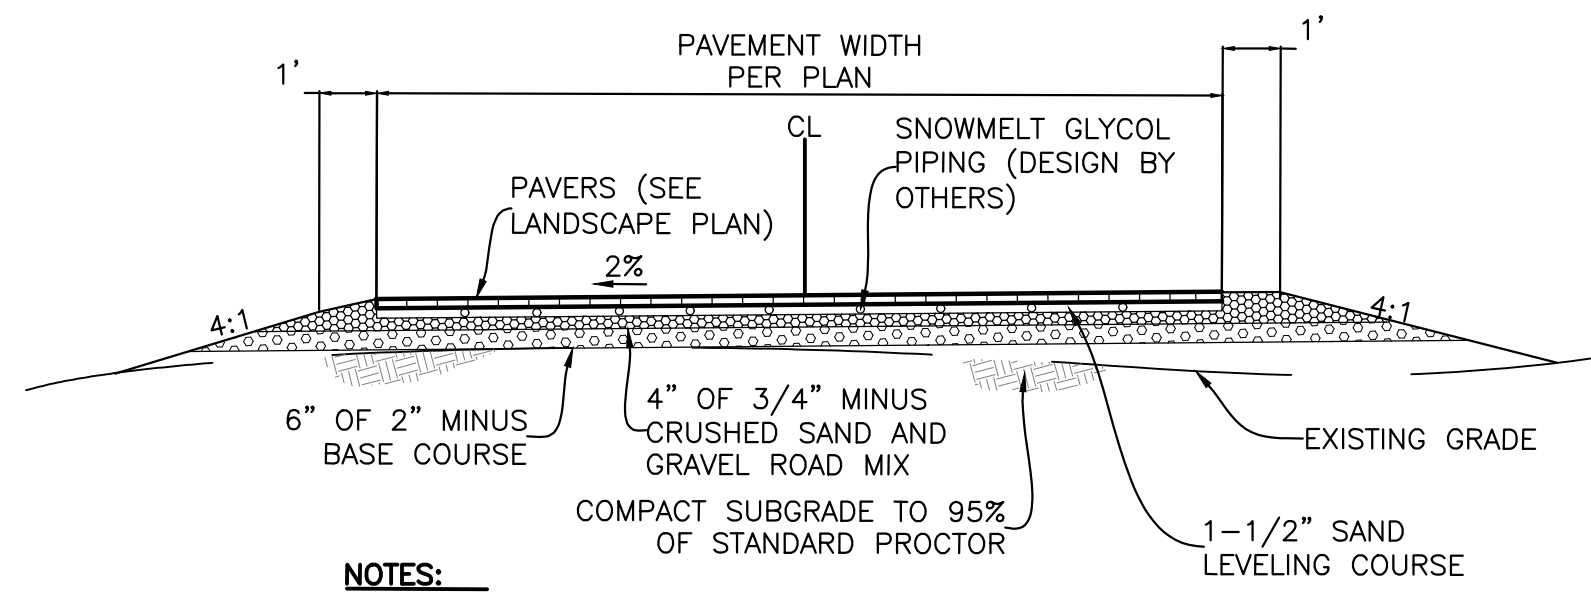 1’
PAVEMENT WIDTH
PER PLAN
1’
CL
SNOWMELT GLYCOL
PIPING (DESIGN BY
OTHERS)
PAVERS (SEE
LANDSCAPE PLAN)
2%
4:1
4:1
6” OF 2” MINUS
BASE COURSE
4” OF 3/4” MINUS
CRUSHED SAND AND
GRAVEL ROAD MIX
EXISTING GRADE
COMPACT SUBGRADE TO 95%
OF STANDARD PROCTOR
1-1/2” SAND
LEVELING COURSE
NOTES: